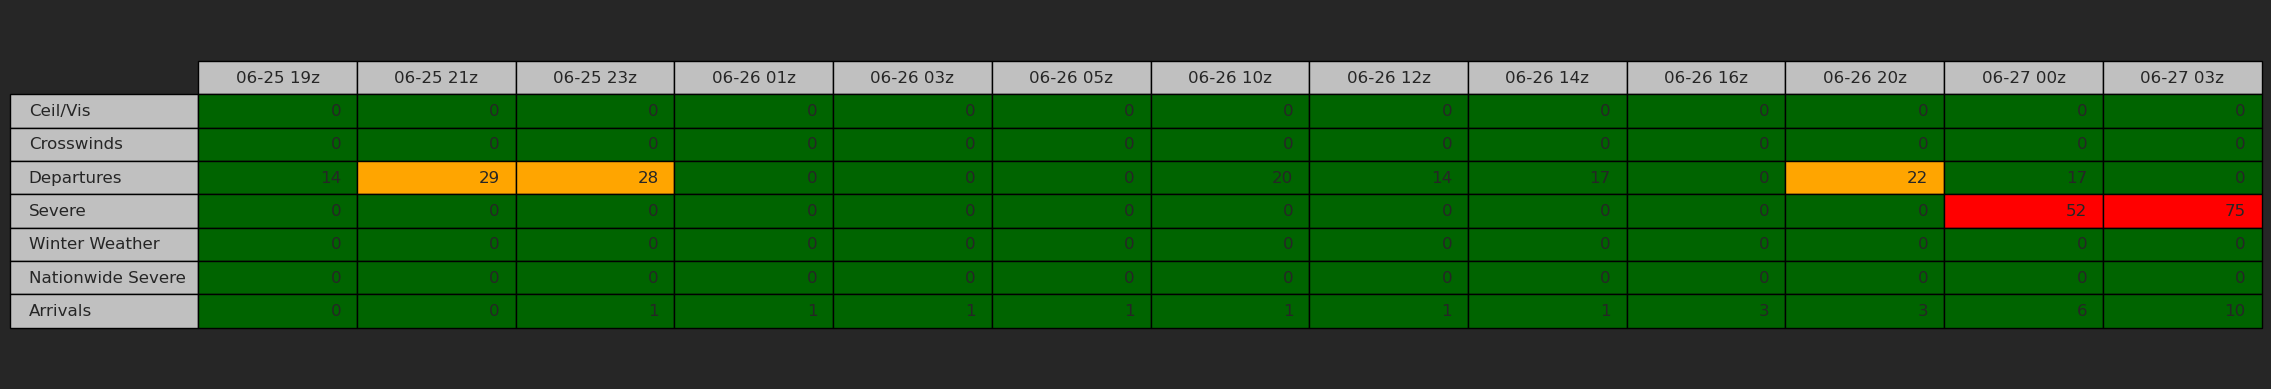 06-25 19z 06-25 21z 06-25 23z 06-26 01z 06-26 03z 06-26 05z 06-26 10z 06-26 12z 06-26 14z 06-26 16z 06-26 20z 06-27 00z 06-27 03z
Ceil/Vis 0 0 0 0 0 0 0 0 0 0 0 0 0
Crosswinds 0 0 0 0 0 0 0 0 0 0 0 0 0
Departures 14 29 28 0 0 0 20 14 17 0 22 17 0
Severe 0 0 0 0 0 0 0 0 0 0 0 52 75
Winter Weather 0 0 0 0 0 0 0 0 0 0 0 0 0
Nationwide Severe 0 0 0 0 0 0 0 0 0 0 0 0 0
Arrivals 0 0 1 1 1 1 1 1 1 3 3 6 10